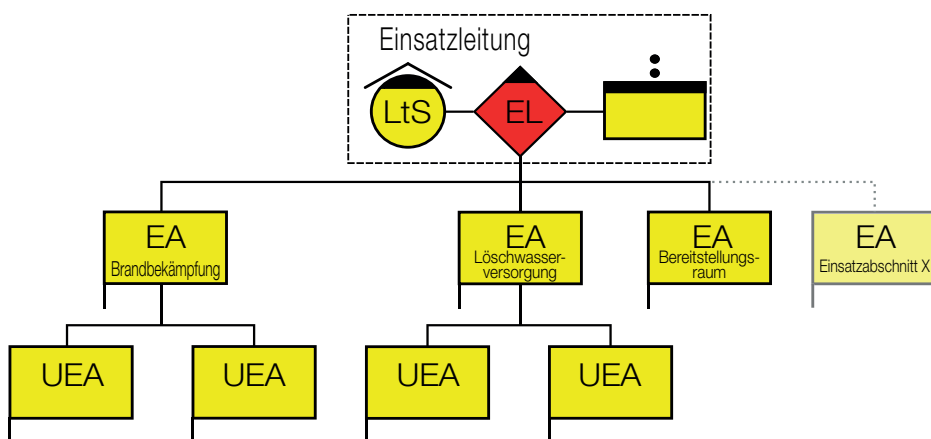 Einsatzleitung
LtS
EL
EA
Brandbekämpfung
EA
Löschwasser-
versorgung
EA
Bereitstellungs-
raum
EA
Einsatzabschnitt X
UEA
UEA
UEA
UEA